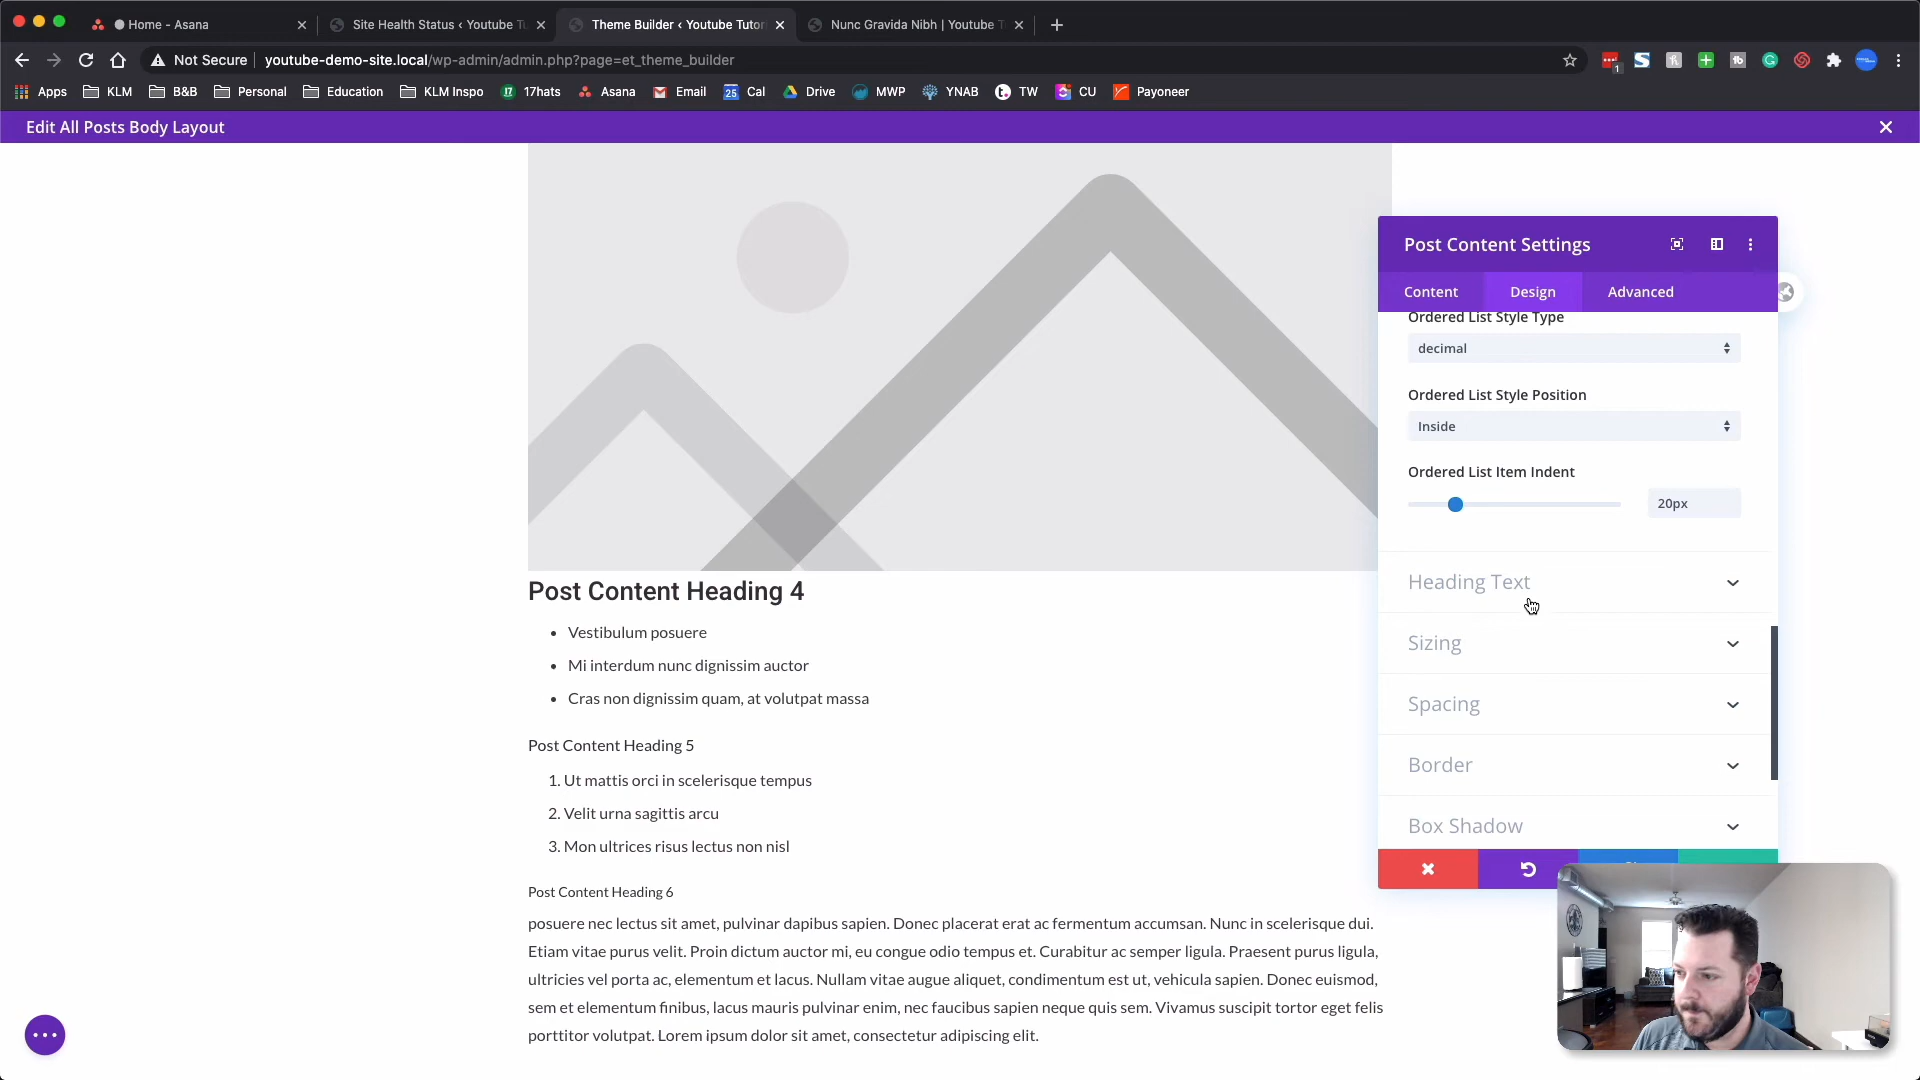 Home - Asana
Site Health Status ‹ Youtube Tu
Theme Builder ‹ Youtube Tutor
Nunc Gravida Nibh | Youtube T
Not Secure
youtube-demo-site.local/wp-admin/admin.php?page=et_theme_builder
1
Apps
KLM
B&B
Personal
Education
KLM Inspo
17
17hats
Asana
Email
25
Cal
Drive
MWP
YNAB
TW
CU
Payoneer
Edit All Posts Body Layout
Post Content Settings
Content
Design
Advanced
Ordered List Style Type
decimal
Ordered List Style Position
Inside
Ordered List Item Indent
20px
Heading Text
Sizing
Spacing
Border
Box Shadow
Post Content Heading 4
• Vestibulum posuere
• Mi interdum nunc dignissim auctor
• Cras non dignissim quam, at volutpat massa
Post Content Heading 5
1. Ut mattis orci in scelerisque tempus
2. Velit urna sagittis arcu
3. Mon ultrices risus lectus non nisl
Post Content Heading 6
posuere nec lectus sit amet, pulvinar dapibus sapien. Donec placerat erat ac fermentum accumsan. Nunc in scelerisque dui.
Etiam vitae purus velit. Proin dictum auctor mi, eu congue odio tempus et. Curabitur ac semper ligula. Praesent purus ligula,
ultricies vel porta ac, elementum et lacus. Nullam vitae augue aliquet, condimentum est ut, vehicula sapien. Donec euismod,
sem et elementum finibus, lacus mauris pulvinar enim, nec faucibus sapien neque quis sem. Vivamus suscipit tortor eget felis
porttitor volutpat. Lorem ipsum dolor sit amet, consectetur adipiscing elit.